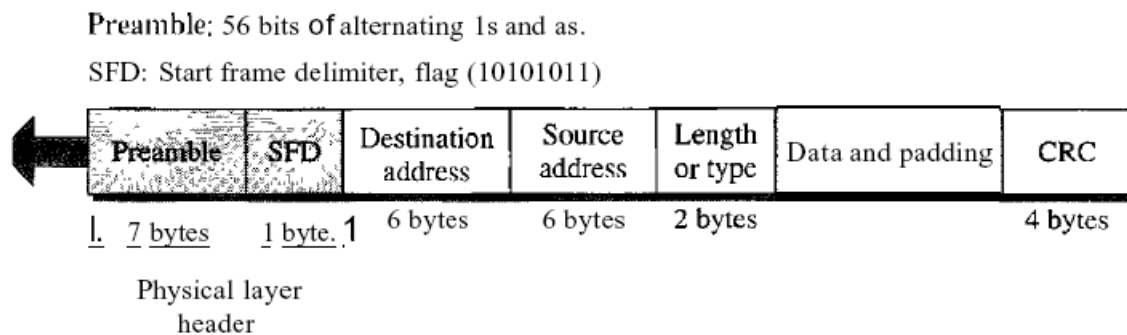 Preamble: 56 bits of alternating 1s and as.
SFD: Start frame delimiter, flag (10101011)
Preamble SFD Destination address Source address Length or type Data and padding CRC
l. 7 bytes 1 byte. 1 6 bytes 6 bytes 2 bytes 4 bytes
Physical layer
header